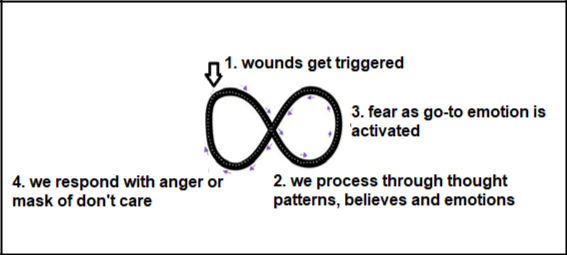 1. wounds get triggered
3. fear as go-to emotion is
activated
4. we respond with anger or
mask of don't care
2. we process through thought
patterns, believes and emotions